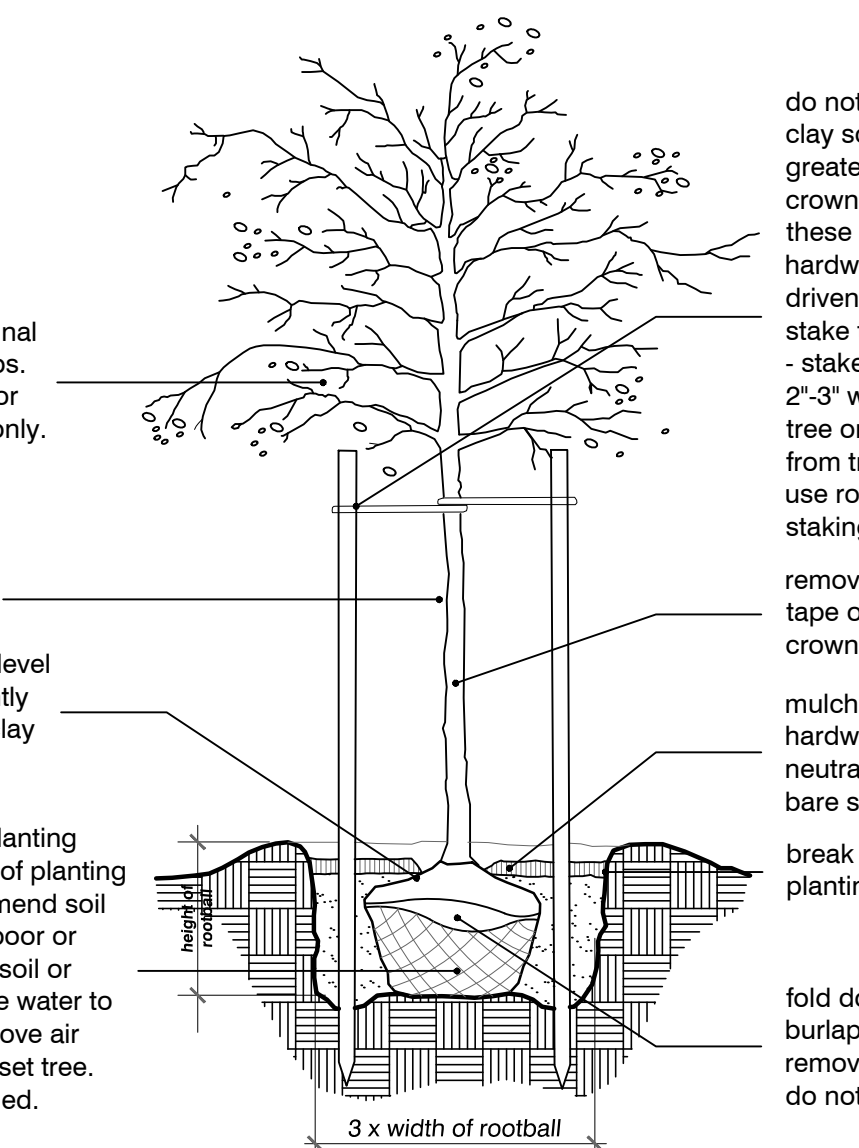 nal
or
only.
level
tly
lay
lanting
of planting
mend soil
poor or
soil or
e water to
ove air
set tree.
ed.
height of
rootball
3 x width of rootball
do not
clay so
greate
crown
these
hardw
driven
stake
- stake
2"-3" w
tree or
from tr
use ro
staking
remov
tape o
crown
mulch
hardw
neutra
bare s
break
plantin
fold do
burlap
remov
do not